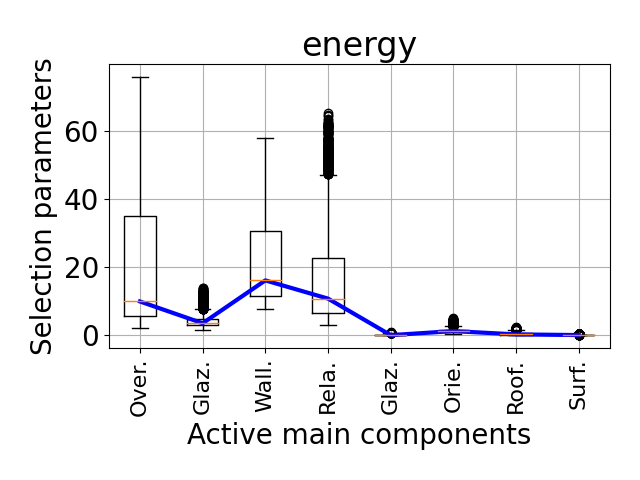 energy
Selection parameters
60
40
20
0
Over.
Glaz.
Wall.
Rela.
Glaz.
Orie.
Roof.
Surf.
Active main components